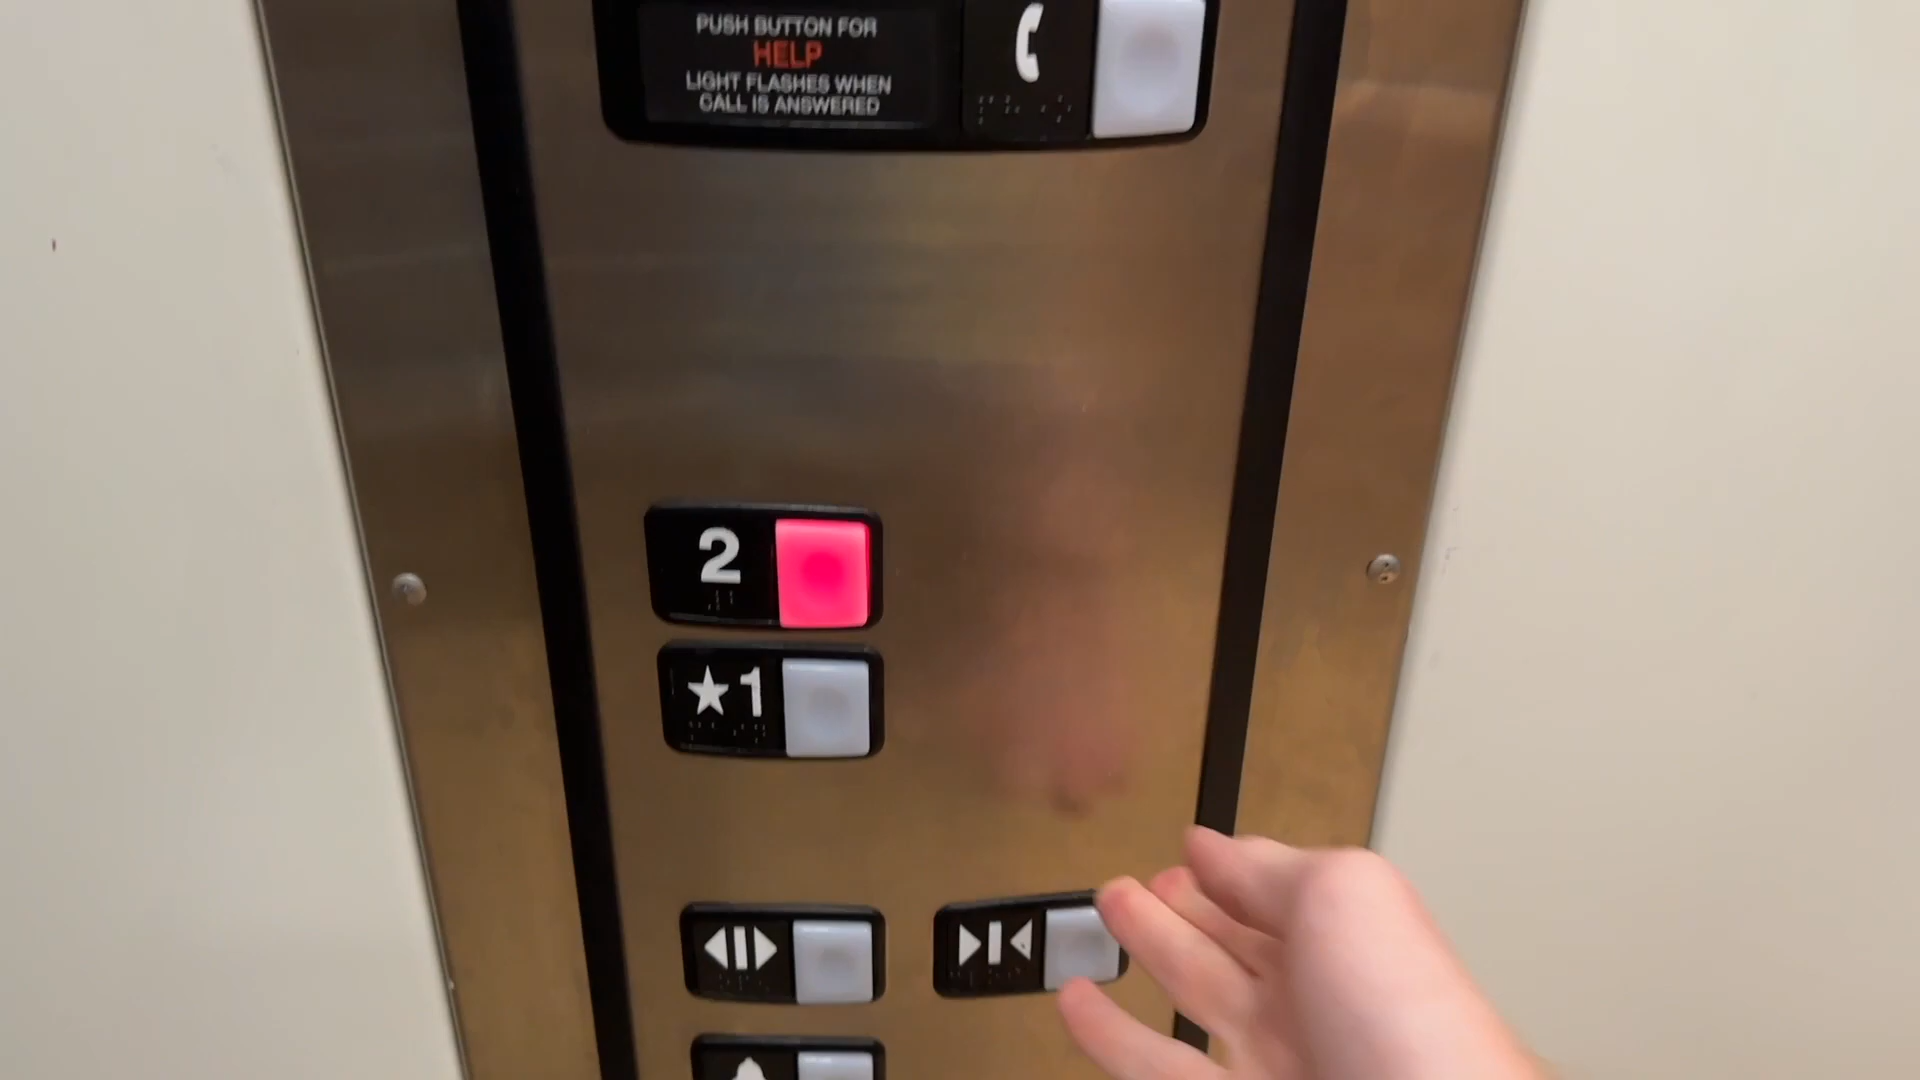 PUSH BUTTON FOR
HELP
LIGHT FLASHES WHEN
CALL IS ANSWERED
2
★1